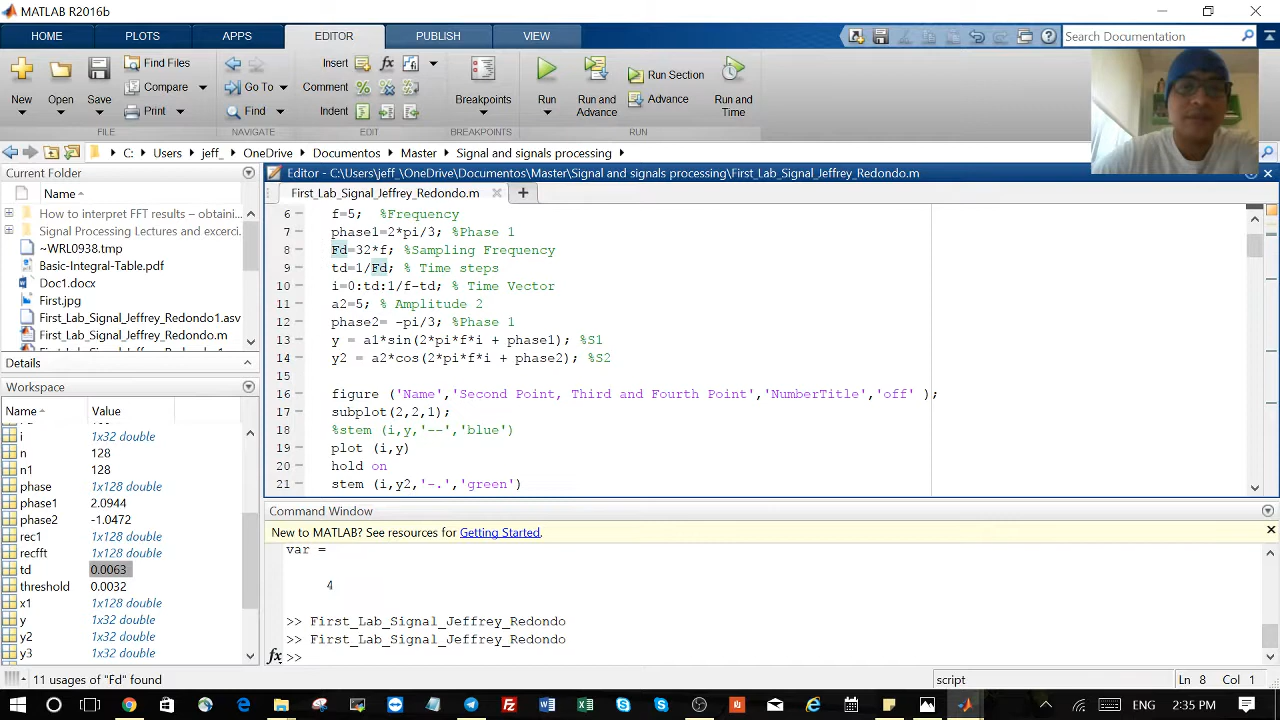 MATLAB R2016b
HOME PLOTS APPS EDITOR PUBLISH VIEW Search Documentation
New Open Save Find Files Compare Print Go To Find Insert fx Comment Indent Breakpoints Run Run and Advance Run Section Advance Run and Time
FILE NAVIGATE EDIT BREAKPOINTS RUN
C: Users jeff_ OneDrive Documentos Master Signal and signals processing
Current Folder
Name
How to interpret FFT results – obtaini...
Signal Processing Lectures and excerci...
~WRL0938.tmp
Basic-Integral-Table.pdf
Doc1.docx
First.jpg
First_Lab_Signal_Jeffrey_Redondo1.asv
First_Lab_Signal_Jeffrey_Redondo.m
Details
Workspace
Name Value
i 1x32 double
n 128
n1 128
phase 1x128 double
phase1 2.0944
phase2 -1.0472
rec1 1x128 double
recfft 1x128 double
td 0.0063
threshold 0.0032
x1 1x128 double
y 1x32 double
y2 1x32 double
y3 1x32 double
Editor - C:\Users\jeff_\OneDrive\Documentos\Master\Signal and signals processing\First_Lab_Signal_Jeffrey_Redondo.m
First_Lab_Signal_Jeffrey_Redondo.m
6 f=5; %Frequency
7 phase1=2*pi/3; %Phase 1
8 Fd=32*f; %Sampling Frequency
9 td=1/Fd; % Time steps
10 i=0:td:1/f-td; % Time Vector
11 a2=5; % Amplitude 2
12 phase2= -pi/3; %Phase 1
13 y = a1*sin(2*pi*f*i + phase1); %S1
14 y2 = a2*cos(2*pi*f*i + phase2); %S2
15
16 figure ('Name','Second Point, Third and Fourth Point','NumberTitle','off' );
17 subplot(2,2,1);
18 %stem (i,y,'--','blue')
19 plot (i,y)
20 hold on
21 stem (i,y2,'-.','green')
Command Window
New to MATLAB? See resources for Getting Started.
var =
4
>> First_Lab_Signal_Jeffrey_Redondo
>> First_Lab_Signal_Jeffrey_Redondo
fx >>
11 usages of "Fd" found script Ln 8 Col 1
ENG 2:35 PM